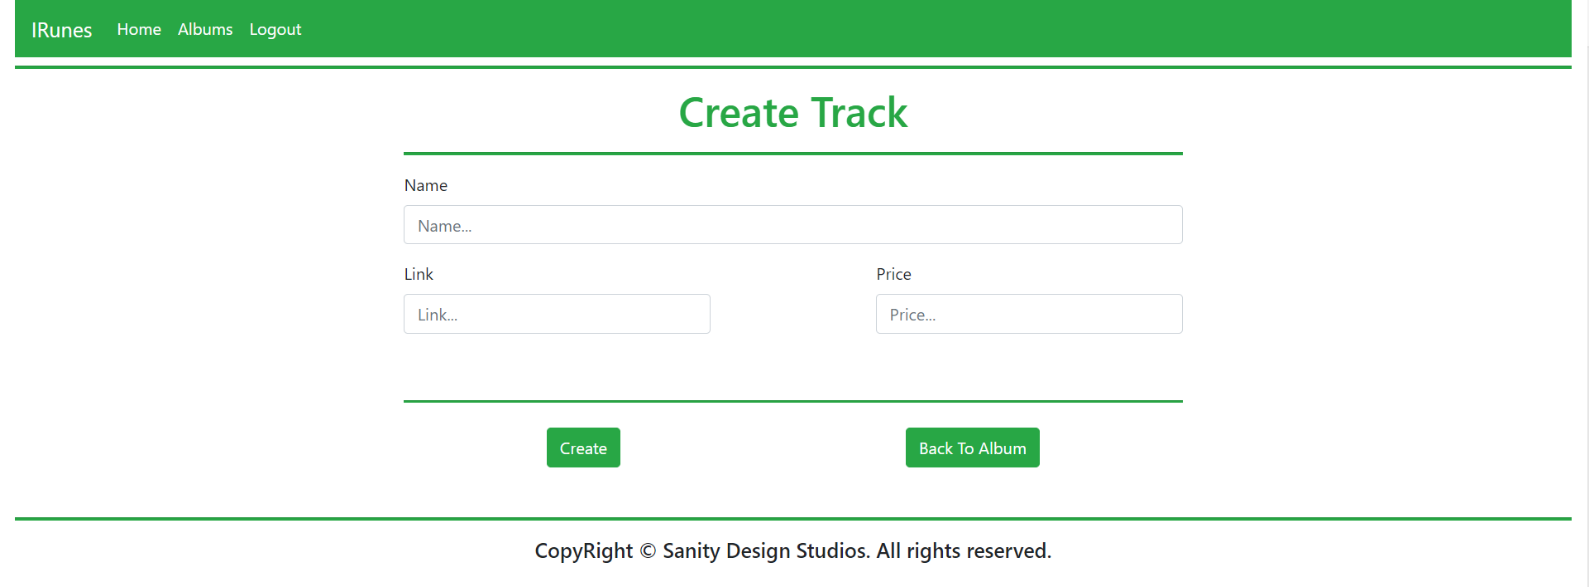 IRunes Home Albums Logout
Create Track
Name
Name...
Link Price
Link... Price...
Create Back To Album
CopyRight © Sanity Design Studios. All rights reserved.